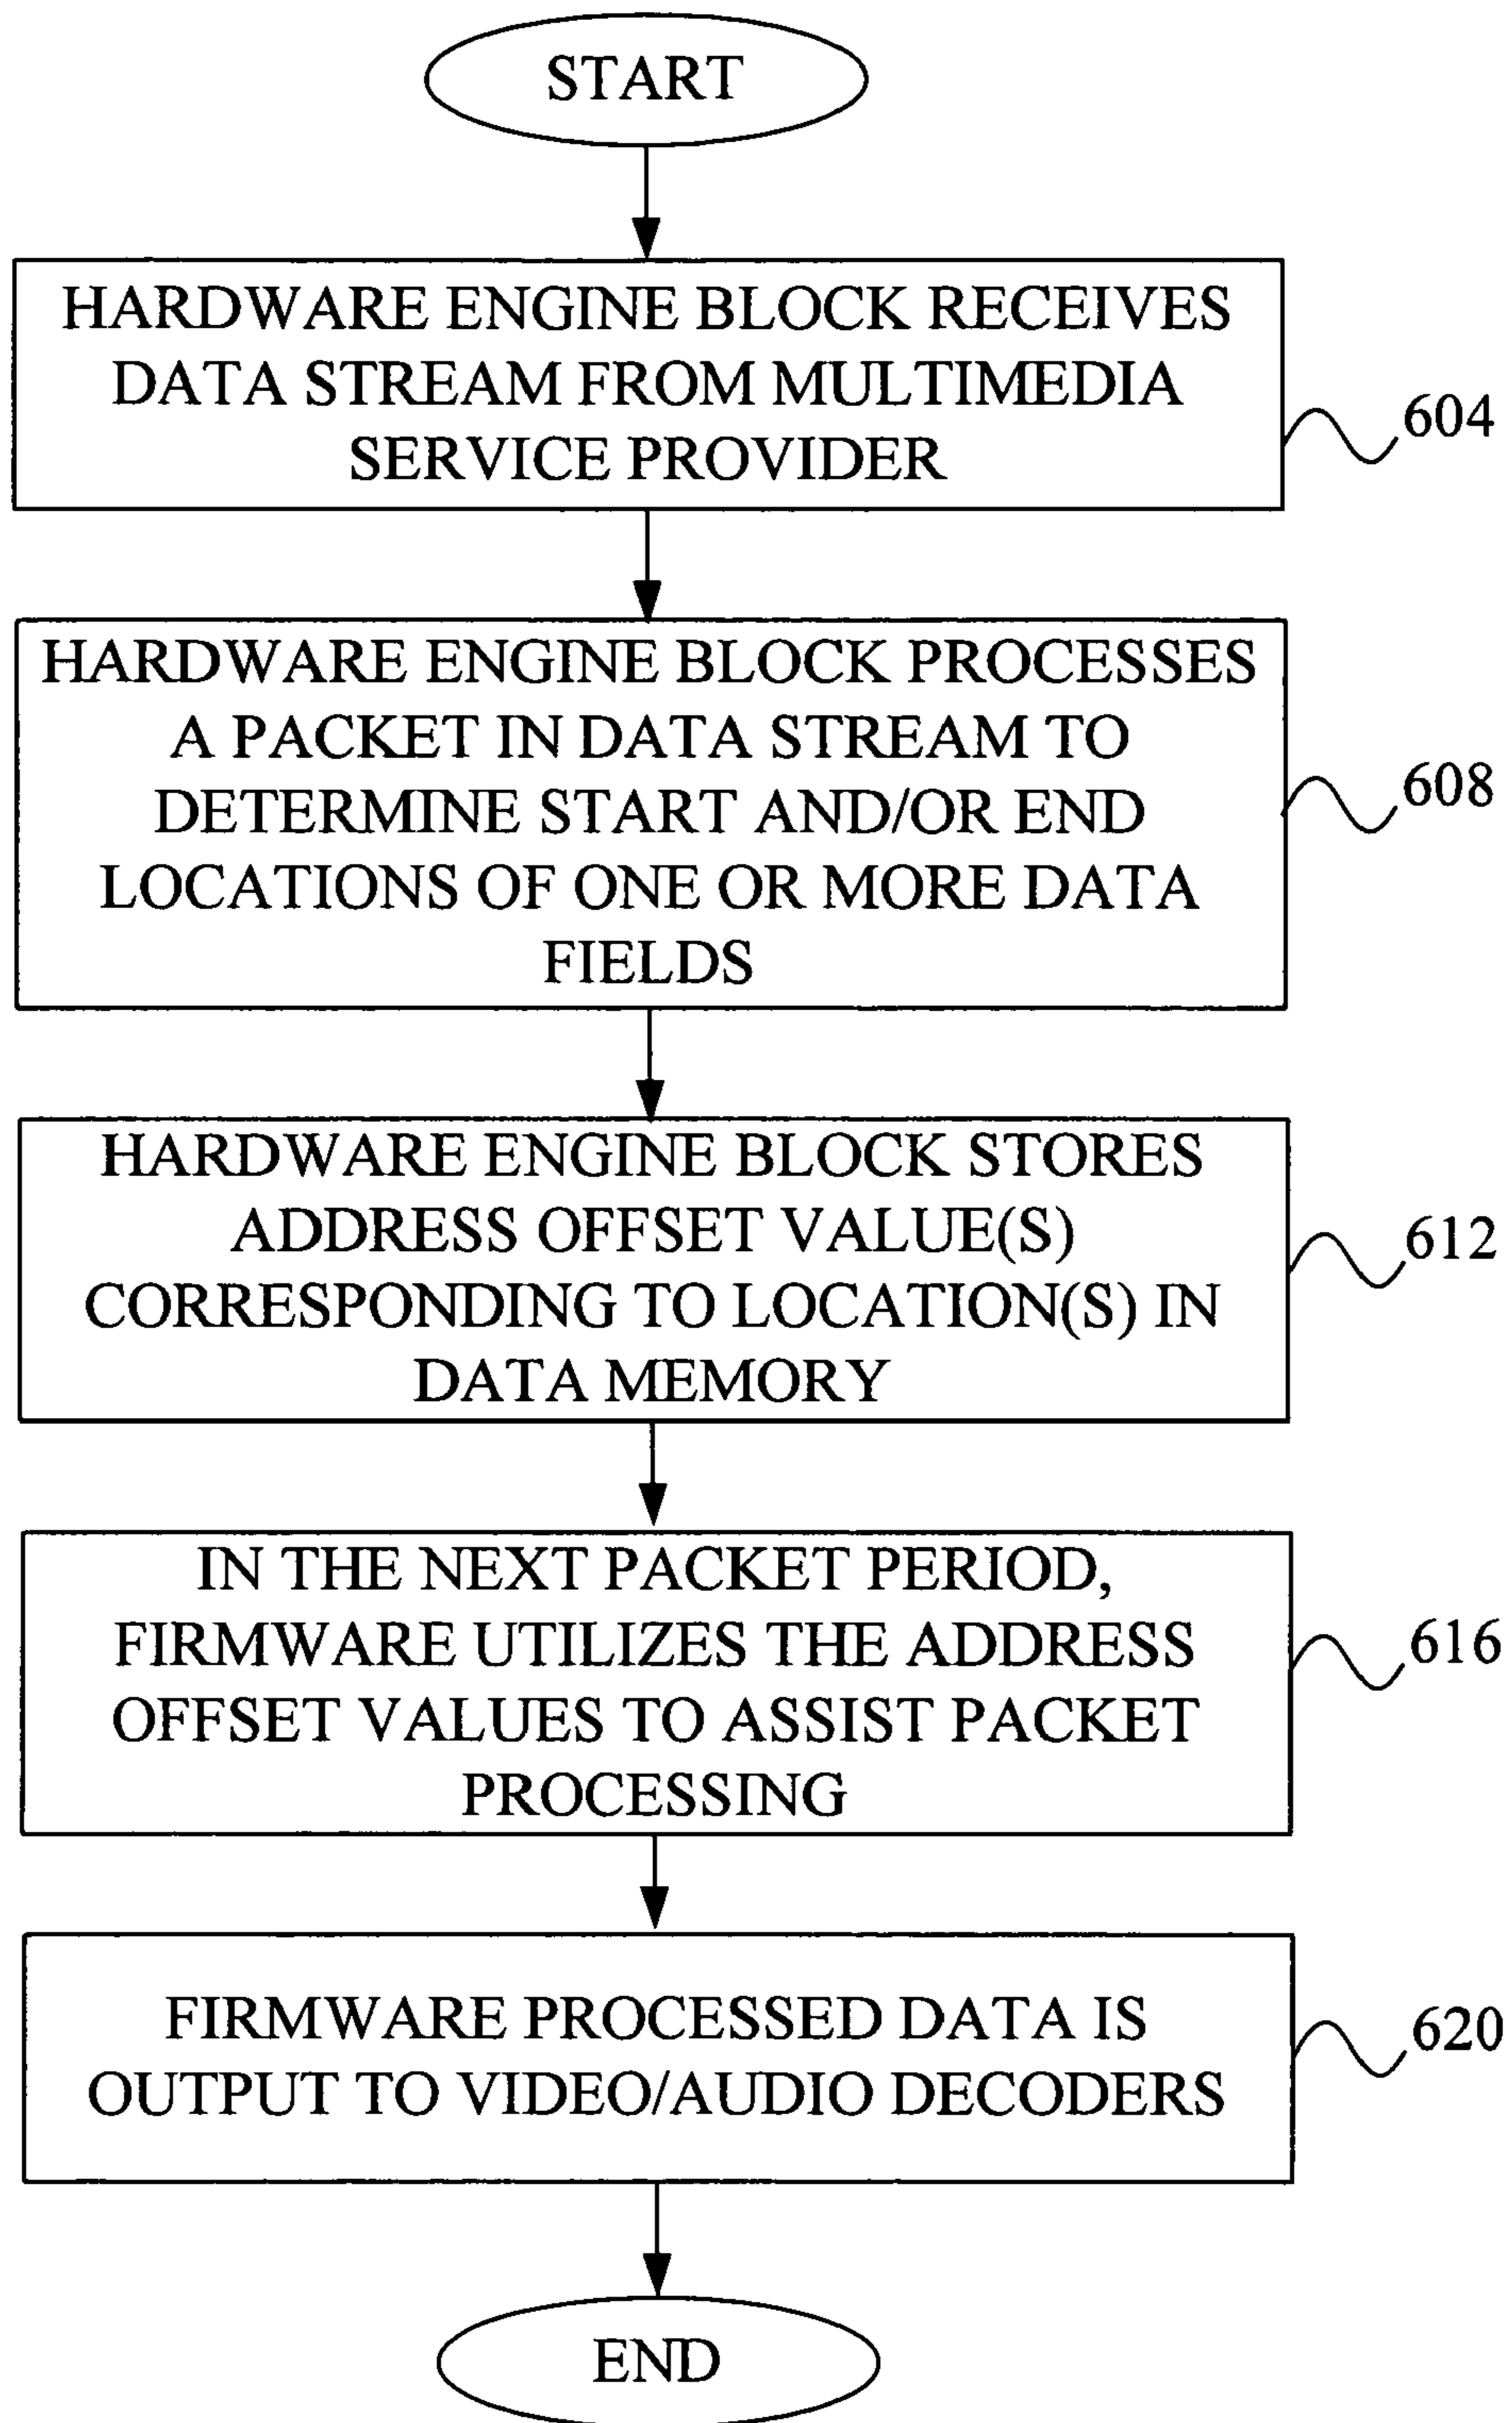 START
HARDWARE ENGINE BLOCK RECEIVES
DATA STREAM FROM MULTIMEDIA
SERVICE PROVIDER
604
HARDWARE ENGINE BLOCK PROCESSES
A PACKET IN DATA STREAM TO
DETERMINE START AND/OR END
LOCATIONS OF ONE OR MORE DATA
FIELDS
608
HARDWARE ENGINE BLOCK STORES
ADDRESS OFFSET VALUE(S)
CORRESPONDING TO LOCATION(S) IN
DATA MEMORY
612
IN THE NEXT PACKET PERIOD,
FIRMWARE UTILIZES THE ADDRESS
OFFSET VALUES TO ASSIST PACKET
PROCESSING
616
FIRMWARE PROCESSED DATA IS
OUTPUT TO VIDEO/AUDIO DECODERS
620
END